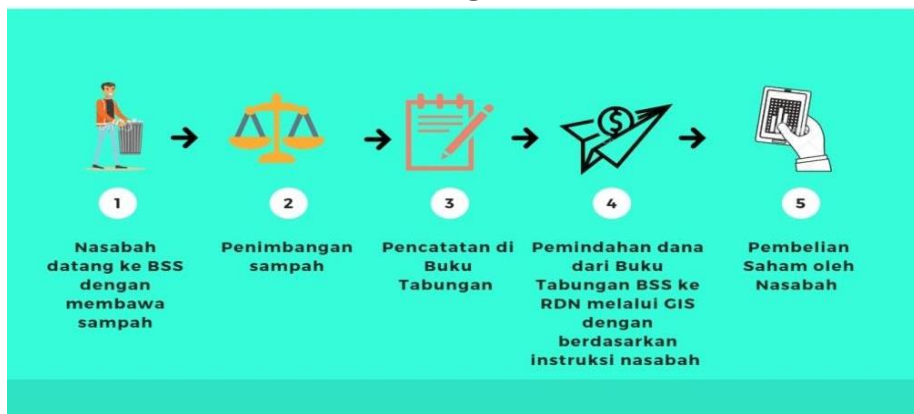 1
Nasabah
datang ke BSS
dengan
membawa
sampah
2
Penimbangan
sampah
3
Pencatatan di
Buku
Tabungan
$
4
Pemindahan dana
dari Buku
Tabungan BSS ke
RDN melalui GIS
dengan
berdasarkan
instruksi nasabah
5
Pembelian
Saham oleh
Nasabah